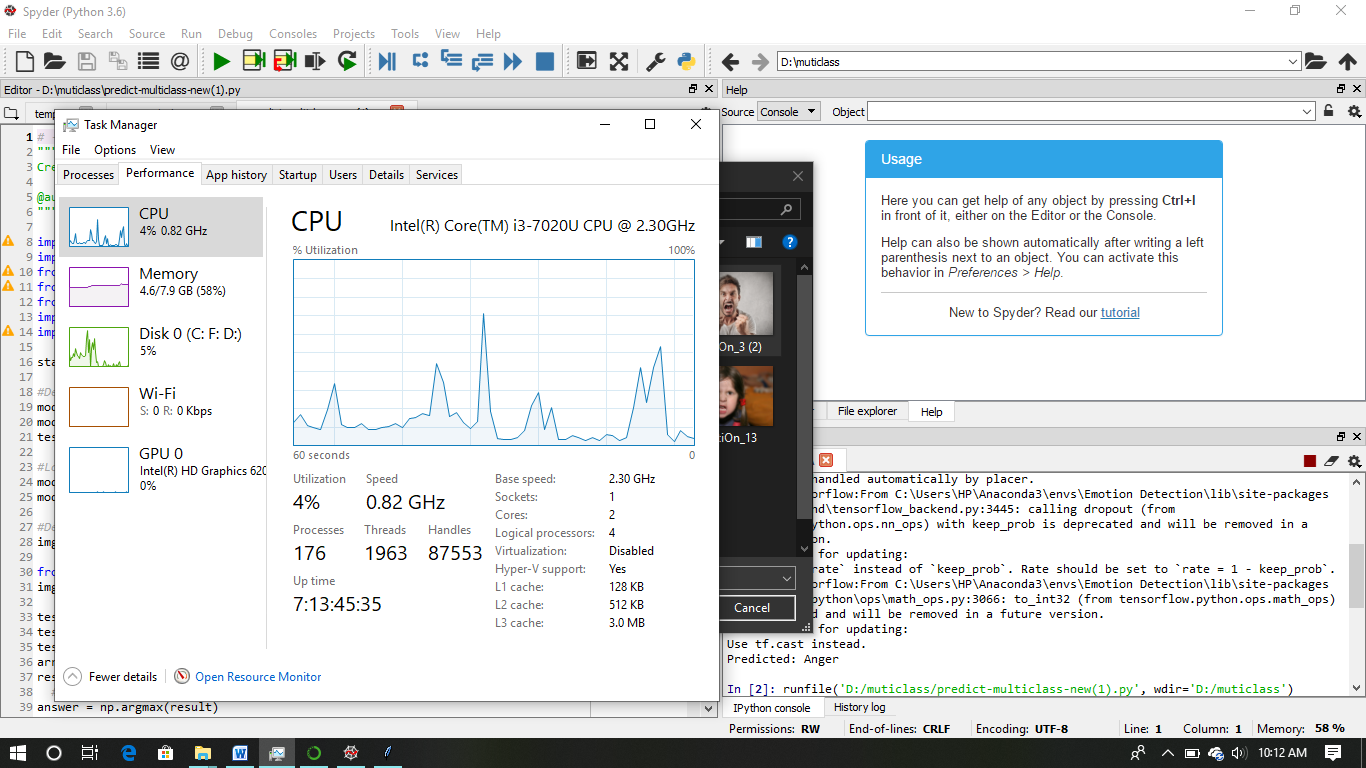 Spyder (Python 3.6)
File Edit Search Source Run Debug Consoles Projects Tools View Help
D:\muticlass
Editor - D:\muticlass\predict-multiclass-new(1).py
Help
Source Console Object
Task Manager
File Options View
Processes Performance App history Startup Users Details Services
CPU
4% 0.82 GHz
Memory
4.6/7.9 GB (58%)
Disk 0 (C: F: D:)
5%
Wi-Fi
S: 0 R: 0 Kbps
GPU 0
Intel(R) HD Graphics 620
0%
CPU Intel(R) Core(TM) i3-7020U CPU @ 2.30GHz
% Utilization 100%
60 seconds 0
Utilization Speed
4% 0.82 GHz
Processes Threads Handles
176 1963 87553
Up time
7:13:45:35
Base speed: 2.30 GHz
Sockets: 1
Cores: 2
Logical processors: 4
Virtualization: Disabled
Hyper-V support: Yes
L1 cache: 128 KB
L2 cache: 512 KB
L3 cache: 3.0 MB
Fewer details Open Resource Monitor
1 #
2 """
3 Cre
4
5 @au
6 """
7
8 imp
9 imp
10 fro
11 fro
12 fro
13 imp
14 imp
15
16 sta
17
18 #De
19 mod
20 mod
21 tes
22
23 #Lo
24 mod
25 mod
26
27 #De
28 img
29
30 fro
31 img
32
33 tes
34 tes
35 tes
36 arr
37 res
38 #
39 answer = np.argmax(result)
On_3 (2)
iOn_13
Cancel
Usage
Here you can get help of any object by pressing Ctrl+I
in front of it, either on the Editor or the Console.
Help can also be shown automatically after writing a left
parenthesis next to an object. You can activate this
behavior in Preferences > Help.
New to Spyder? Read our tutorial
File explorer Help
handled automatically by placer.
orflow:From C:\Users\HP\Anaconda3\envs\Emotion Detection\lib\site-packages
nd\tensorflow_backend.py:3445: calling dropout (from
ython.ops.nn_ops) with keep_prob is deprecated and will be removed in a
on.
for updating:
rate` instead of `keep_prob`. Rate should be set to `rate = 1 - keep_prob`.
orflow:From C:\Users\HP\Anaconda3\envs\Emotion Detection\lib\site-packages
python\ops\math_ops.py:3066: to_int32 (from tensorflow.python.ops.math_ops)
d and will be removed in a future version.
for updating:
Use tf.cast instead.
Predicted: Anger
In [2]: runfile('D:/muticlass/predict-multiclass-new(1).py', wdir='D:/muticlass')
IPython console History log
Permissions: RW End-of-lines: CRLF Encoding: UTF-8 Line: 1 Column: 1 Memory: 58 %
10:12 AM